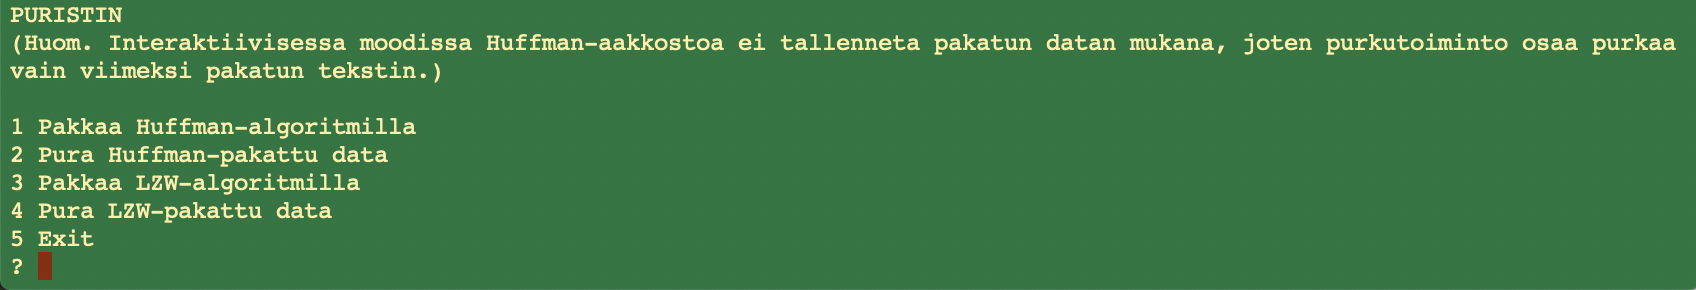 PURISTIN
(Huom. Interaktiivisessa moodissa Huffman-aakkostoa ei tallenneta pakatun datan mukana, joten purkutoiminto osaa purkaa
vain viimeksi pakatun tekstin.)
1 Pakkaa Huffman-algoritmilla
2 Pura Huffman-pakattu data
3 Pakkaa LZW-algoritmilla
4 Pura LZW-pakattu data
5 Exit
?